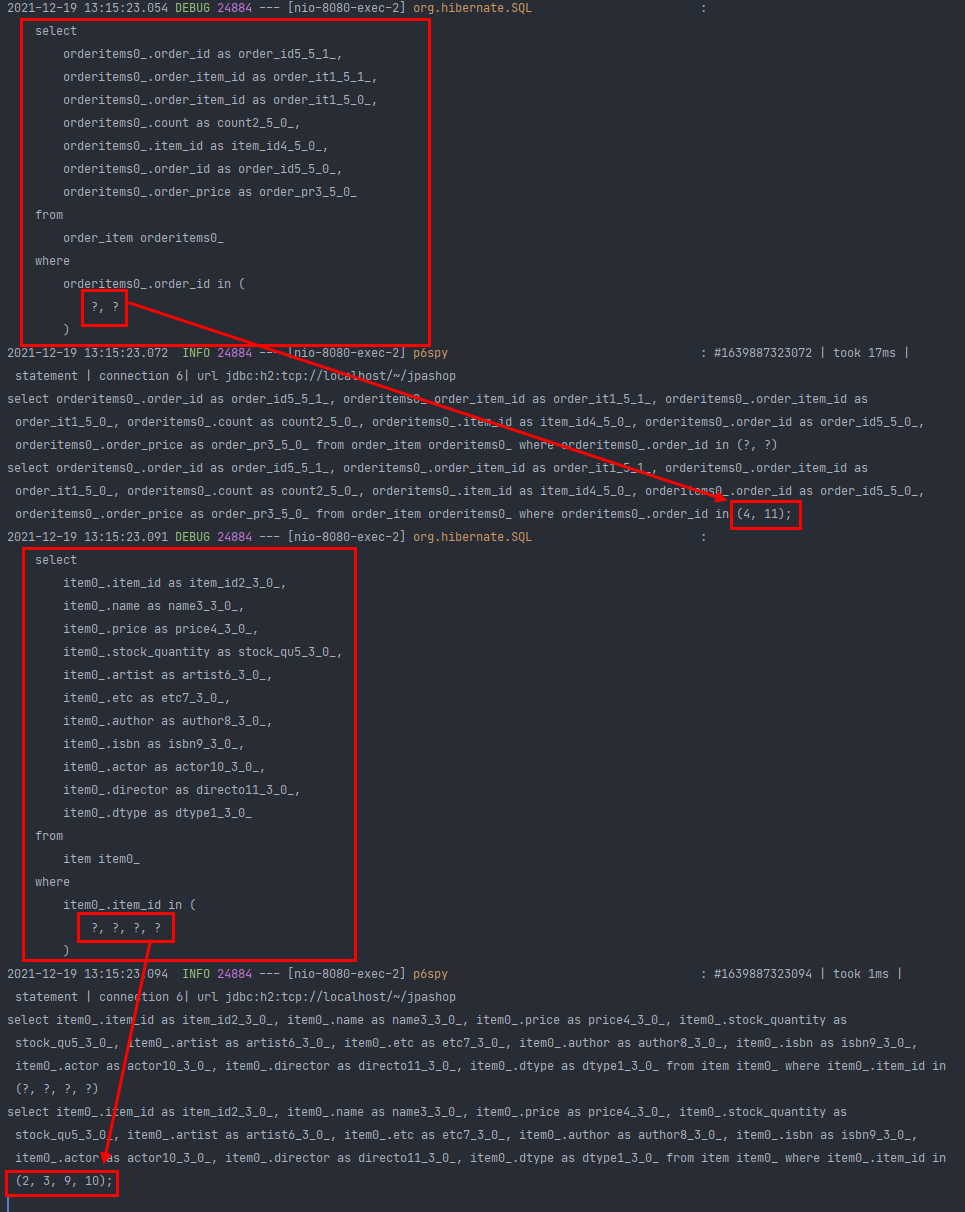 2021-12-19 13:15:23.054 DEBUG 24884 --- [nio-8080-exec-2] org.hibernate.SQL                        :
    select
        orderitems0_.order_id as order_id5_5_1_,
        orderitems0_.order_item_id as order_it1_5_1_,
        orderitems0_.order_item_id as order_it1_5_0_,
        orderitems0_.count as count2_5_0_,
        orderitems0_.item_id as item_id4_5_0_,
        orderitems0_.order_id as order_id5_5_0_,
        orderitems0_.order_price as order_pr3_5_0_
    from
        order_item orderitems0_
    where
        orderitems0_.order_id in (
            ?, ?
        )
2021-12-19 13:15:23.072  INFO 24884 --- [nio-8080-exec-2] p6spy                                    : #1639887323072 | took 17ms |
 statement | connection 6| url jdbc:h2:tcp://localhost/~/jpashop
select orderitems0_.order_id as order_id5_5_1_, orderitems0_.order_item_id as order_it1_5_1_, orderitems0_.order_item_id as
 order_it1_5_0_, orderitems0_.count as count2_5_0_, orderitems0_.item_id as item_id4_5_0_, orderitems0_.order_id as order_id5_5_0_,
 orderitems0_.order_price as order_pr3_5_0_ from order_item orderitems0_ where orderitems0_.order_id in (?, ?)
select orderitems0_.order_id as order_id5_5_1_, orderitems0_.order_item_id as order_it1_5_1_, orderitems0_.order_item_id as
 order_it1_5_0_, orderitems0_.count as count2_5_0_, orderitems0_.item_id as item_id4_5_0_, orderitems0_.order_id as order_id5_5_0_,
 orderitems0_.order_price as order_pr3_5_0_ from order_item orderitems0_ where orderitems0_.order_id in (4, 11);
2021-12-19 13:15:23.091 DEBUG 24884 --- [nio-8080-exec-2] org.hibernate.SQL                        :
    select
        item0_.item_id as item_id2_3_0_,
        item0_.name as name3_3_0_,
        item0_.price as price4_3_0_,
        item0_.stock_quantity as stock_qu5_3_0_,
        item0_.artist as artist6_3_0_,
        item0_.etc as etc7_3_0_,
        item0_.author as author8_3_0_,
        item0_.isbn as isbn9_3_0_,
        item0_.actor as actor10_3_0_,
        item0_.director as directo11_3_0_,
        item0_.dtype as dtype1_3_0_
    from
        item item0_
    where
        item0_.item_id in (
            ?, ?, ?, ?
        )
2021-12-19 13:15:23.094  INFO 24884 --- [nio-8080-exec-2] p6spy                                    : #1639887323094 | took 1ms |
 statement | connection 6| url jdbc:h2:tcp://localhost/~/jpashop
select item0_.item_id as item_id2_3_0_, item0_.name as name3_3_0_, item0_.price as price4_3_0_, item0_.stock_quantity as
 stock_qu5_3_0_, item0_.artist as artist6_3_0_, item0_.etc as etc7_3_0_, item0_.author as author8_3_0_, item0_.isbn as isbn9_3_0_,
 item0_.actor as actor10_3_0_, item0_.director as directo11_3_0_, item0_.dtype as dtype1_3_0_ from item item0_ where item0_.item_id in
 (?, ?, ?, ?)
select item0_.item_id as item_id2_3_0_, item0_.name as name3_3_0_, item0_.price as price4_3_0_, item0_.stock_quantity as
 stock_qu5_3_0_, item0_.artist as artist6_3_0_, item0_.etc as etc7_3_0_, item0_.author as author8_3_0_, item0_.isbn as isbn9_3_0_,
 item0_.actor as actor10_3_0_, item0_.director as directo11_3_0_, item0_.dtype as dtype1_3_0_ from item item0_ where item0_.item_id in
 (2, 3, 9, 10);